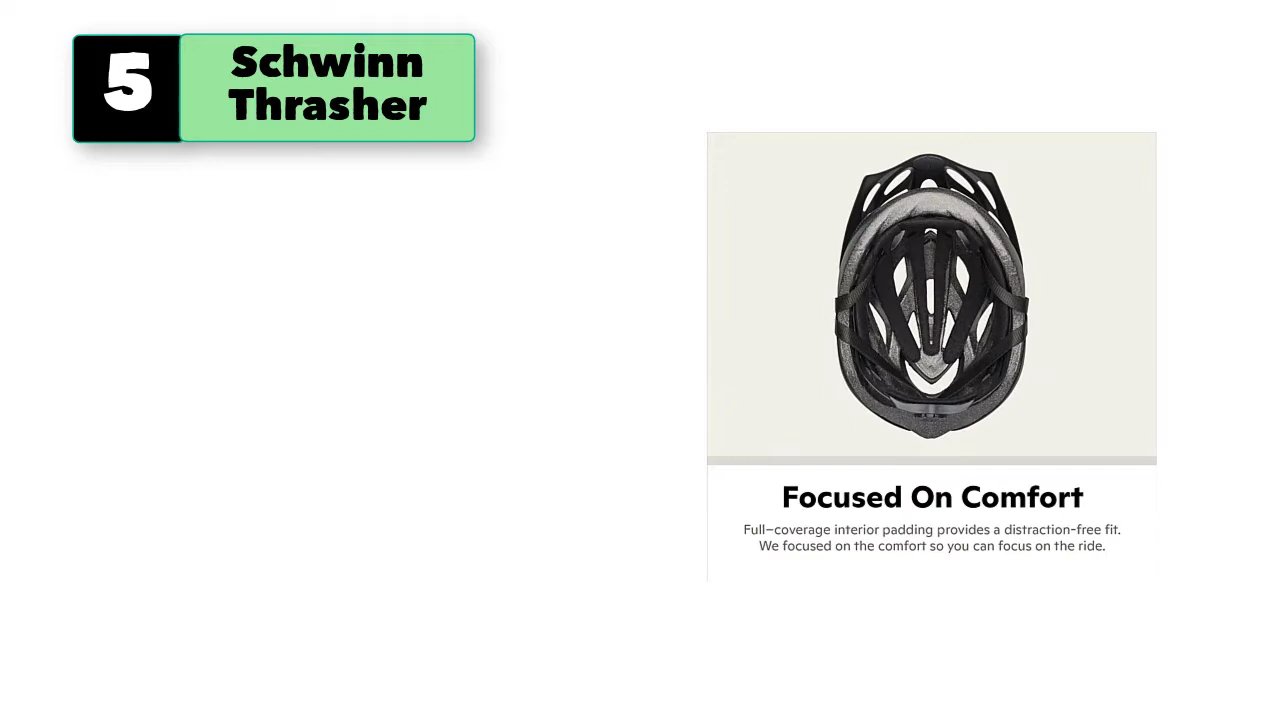 5
Schwinn
Thrasher
Focused On Comfort
Full-coverage interior padding provides a distraction-free fit.
We focused on the comfort so you can focus on the ride.